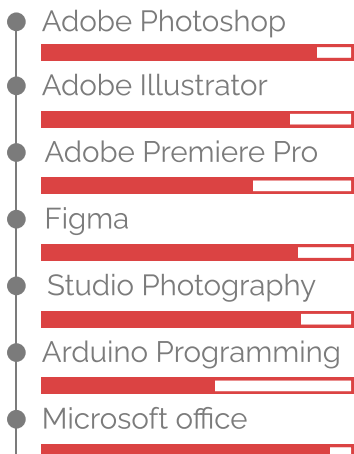 Adobe Photoshop
Adobe Illustrator
Adobe Premiere Pro
Figma
Studio Photography
Arduino Programming
Microsoft office